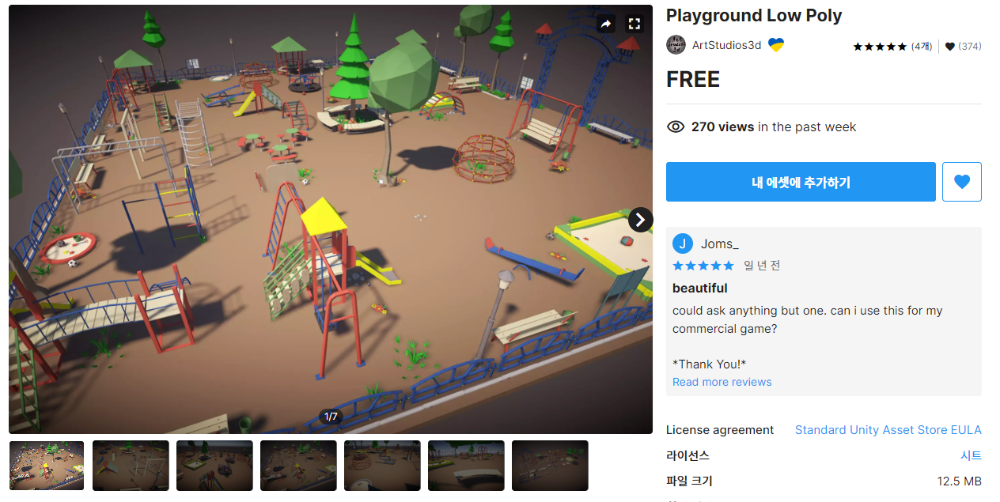 Playground Low Poly
ArtStudios3d
★★★★★ (4개) (374)
FREE
270 views in the past week
내 에셋에 추가하기
J Joms_
★★★★★ 일 년 전
beautiful
could ask anything but one. can i use this for my
commercial game?
*Thank You!*
Read more reviews
1/7
License agreement Standard Unity Asset Store EULA
라이선스 시트
파일 크기 12.5 MB